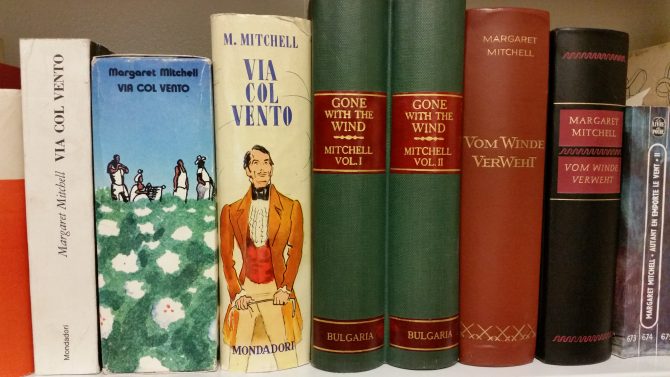 Margaret Mitchell VIA COL VENTO
Mondadori
Margaret Mitchell
VIA COL VENTO
M. MITCHELL
VIA
COL
VENTO
MONDADORI
GONE
WITH THE
WIND
MITCHELL
VOL. I
BULGARIA
GONE
WITH THE
WIND
MITCHELL
VOL. II
BULGARIA
MARGARET
MITCHELL
VOM WINDE
VERWEHT
MARGARET
MITCHELL
VOM WINDE
VERWEHT
MARGARET MITCHELL · AUTANT EN EMPORTE LE VENT · II
673 674